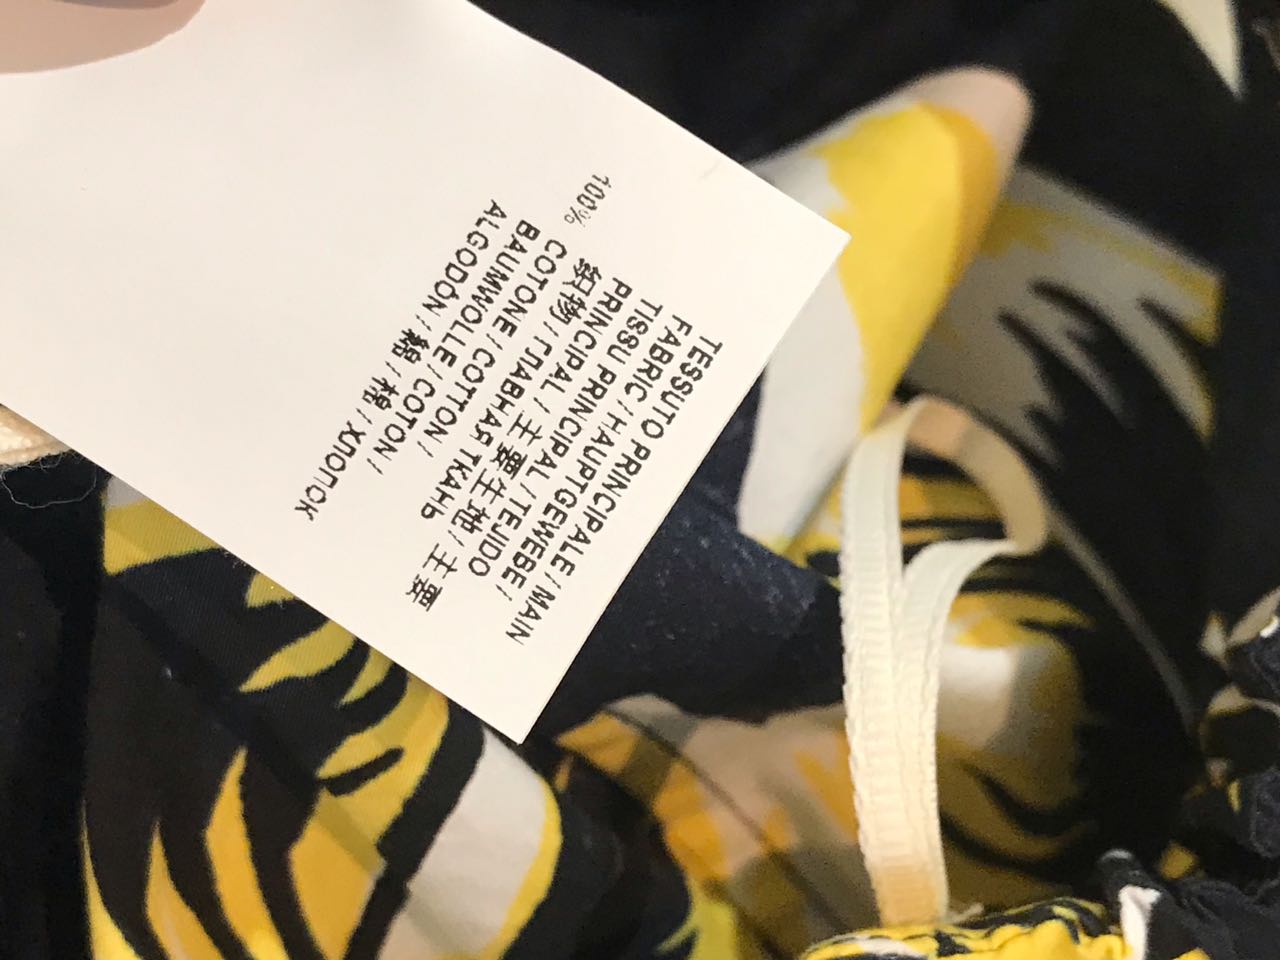 TESSUTO PRINCIPALE / MAIN
FABRIC / HAUPTGEWEBE /
TISSU PRINCIPAL / TEJIDO
PRINCIPAL / 主要生地 / 主要
织物 / ГЛАВНАЯ ТКАНЬ
100% COTONE / COTTON /
BAUMWOLLE / COTON /
ALGODÓN / 綿 / 棉 / ХЛОПОК